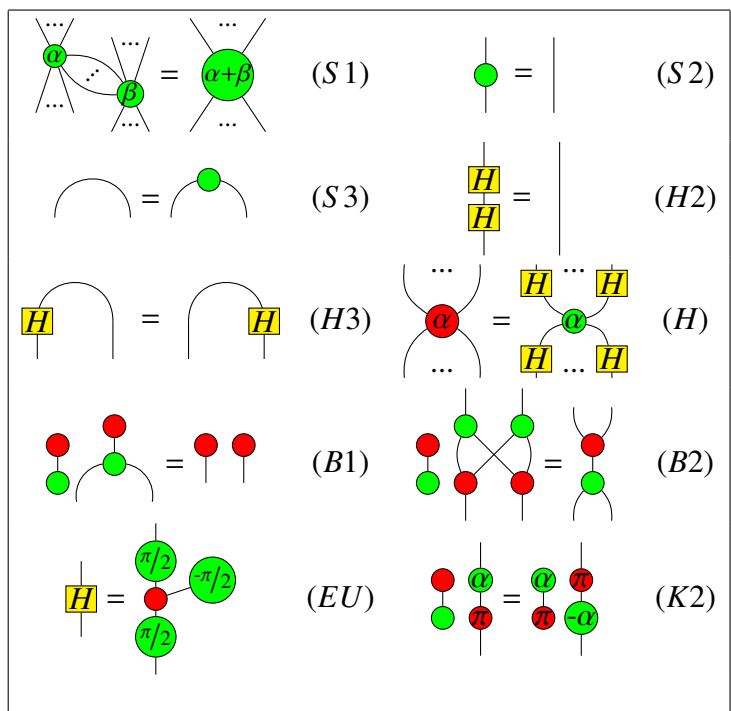 ... ... ... α ... β = α+β ... ... ... (S1)
= (S2)
= (S3)
H H = (H2)
H = H (H3)
... α ... = H ... H α H ... H (H)
= (B1)
= (B2)
H = π/2 -π/2 π/2 (EU)
α π = α π π -α (K2)